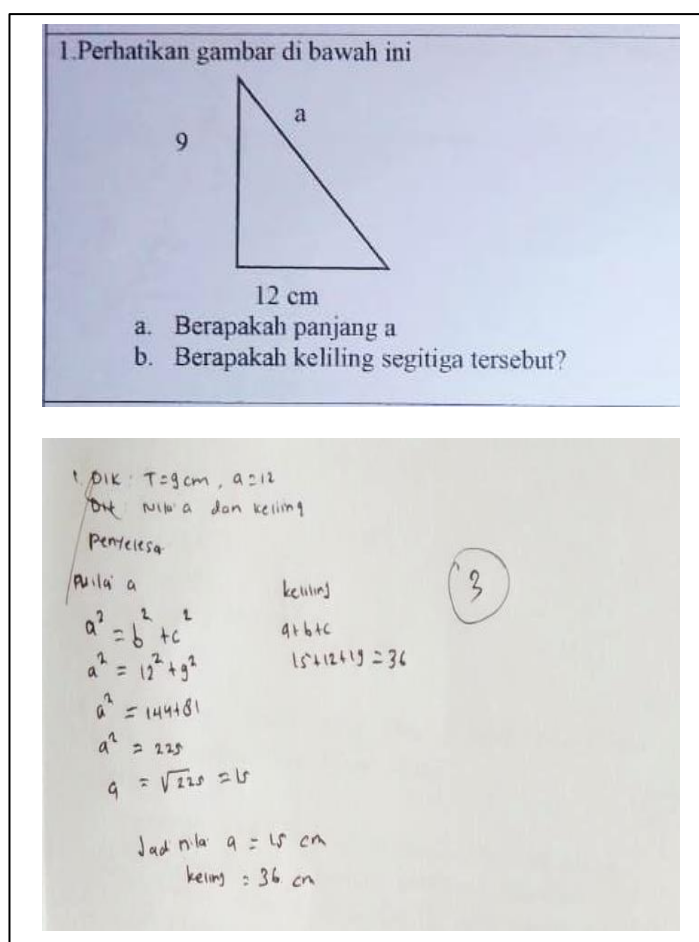 1.Perhatikan gambar di bawah ini
a
9
12 cm
a. Berapakah panjang a
b. Berapakah keliling segitiga tersebut?
1. Dik : T=9cm, a=12
Dit Nilai a dan keliling
Penyelesa
Nilai a
a² = b² + c²
a² = 12² + 9²
a² = 144+81
a² = 225
a = √225 = 15
keliling
a+b+c
15+12+19=36
3
Jadi nilai a = 15 cm
keling = 36 cm